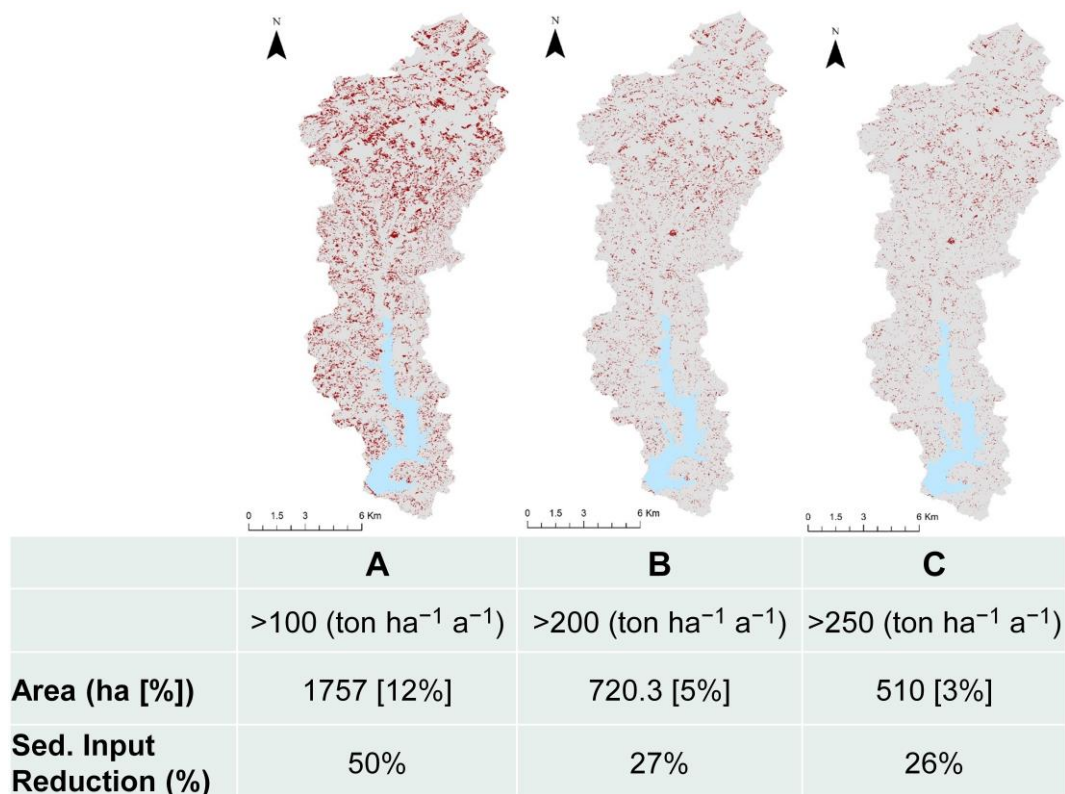 N N N
0 1.5 3 6 Km 0 1.5 3 6 Km 0 1.5 3 6 Km
A B C
>100 (ton ha⁻¹ a⁻¹) >200 (ton ha⁻¹ a⁻¹) >250 (ton ha⁻¹ a⁻¹)
Area (ha [%]) 1757 [12%] 720.3 [5%] 510 [3%]
Sed. Input
Reduction (%) 50% 27% 26%